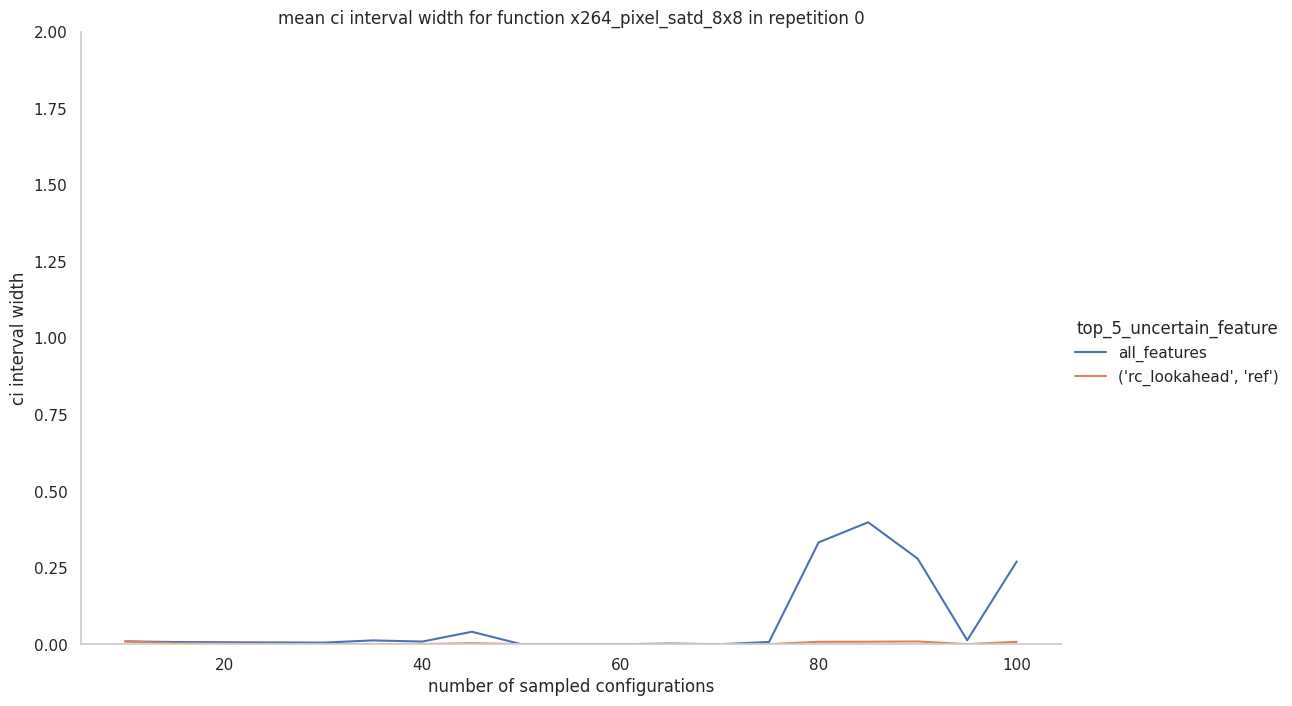 mean ci interval width for function x264_pixel_satd_8x8 in repetition 0
2.00
1.75
1.50
1.25
1.00
0.75
0.50
0.25
0.00
ci interval width
20
40
60
80
100
number of sampled configurations
top_5_uncertain_feature
all_features
('rc_lookahead', 'ref')